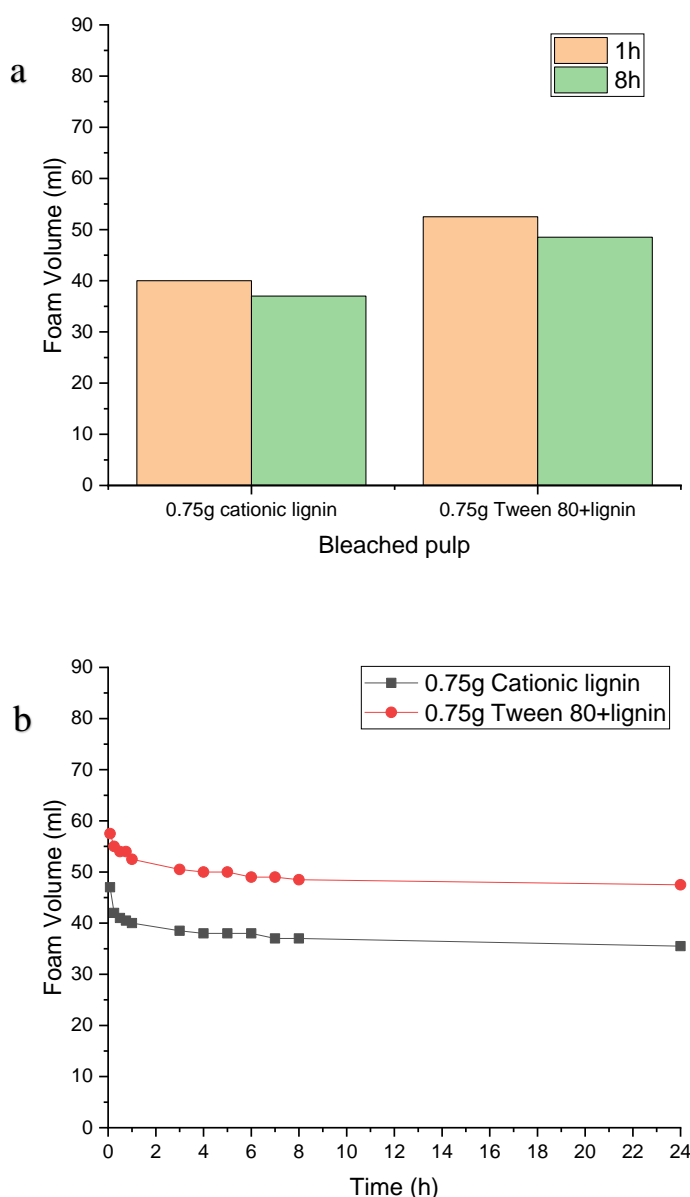 a
90
80
70
60
50
40
30
20
10
0
Foam Volume (ml)
1h
8h
0.75g cationic lignin 0.75g Tween 80+lignin
Bleached pulp
b
90
80
70
60
50
40
30
20
10
0
Foam Volume (ml)
0.75g Cationic lignin
0.75g Tween 80+lignin
0 2 4 6 8 10 12 14 16 18 20 22 24
Time (h)